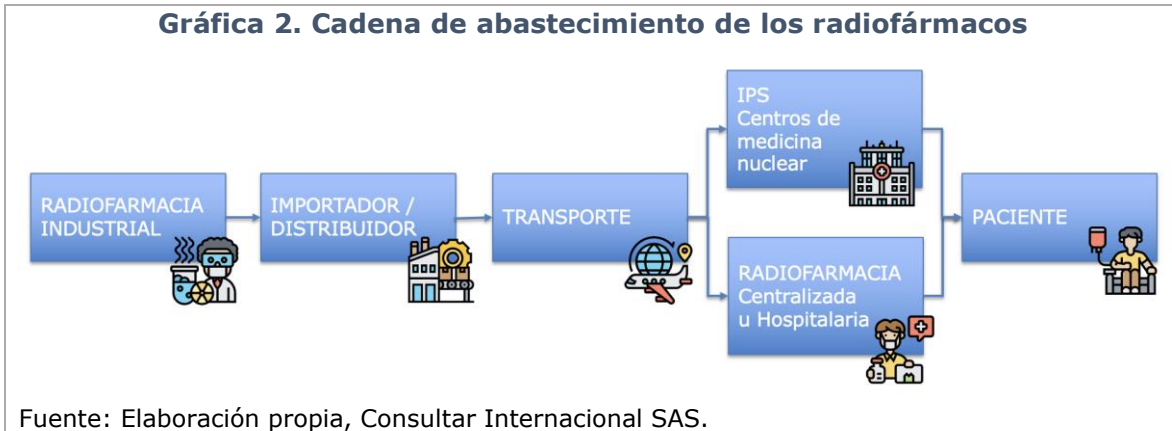 Gráfica 2. Cadena de abastecimiento de los radiofármacos
RADIOFARMACIA
INDUSTRIAL
IMPORTADOR /
DISTRIBUIDOR
TRANSPORTE
IPS
Centros de
medicina
nuclear
RADIOFARMACIA
Centralizada
u Hospitalaria
PACIENTE
Fuente: Elaboración propia, Consultar Internacional SAS.